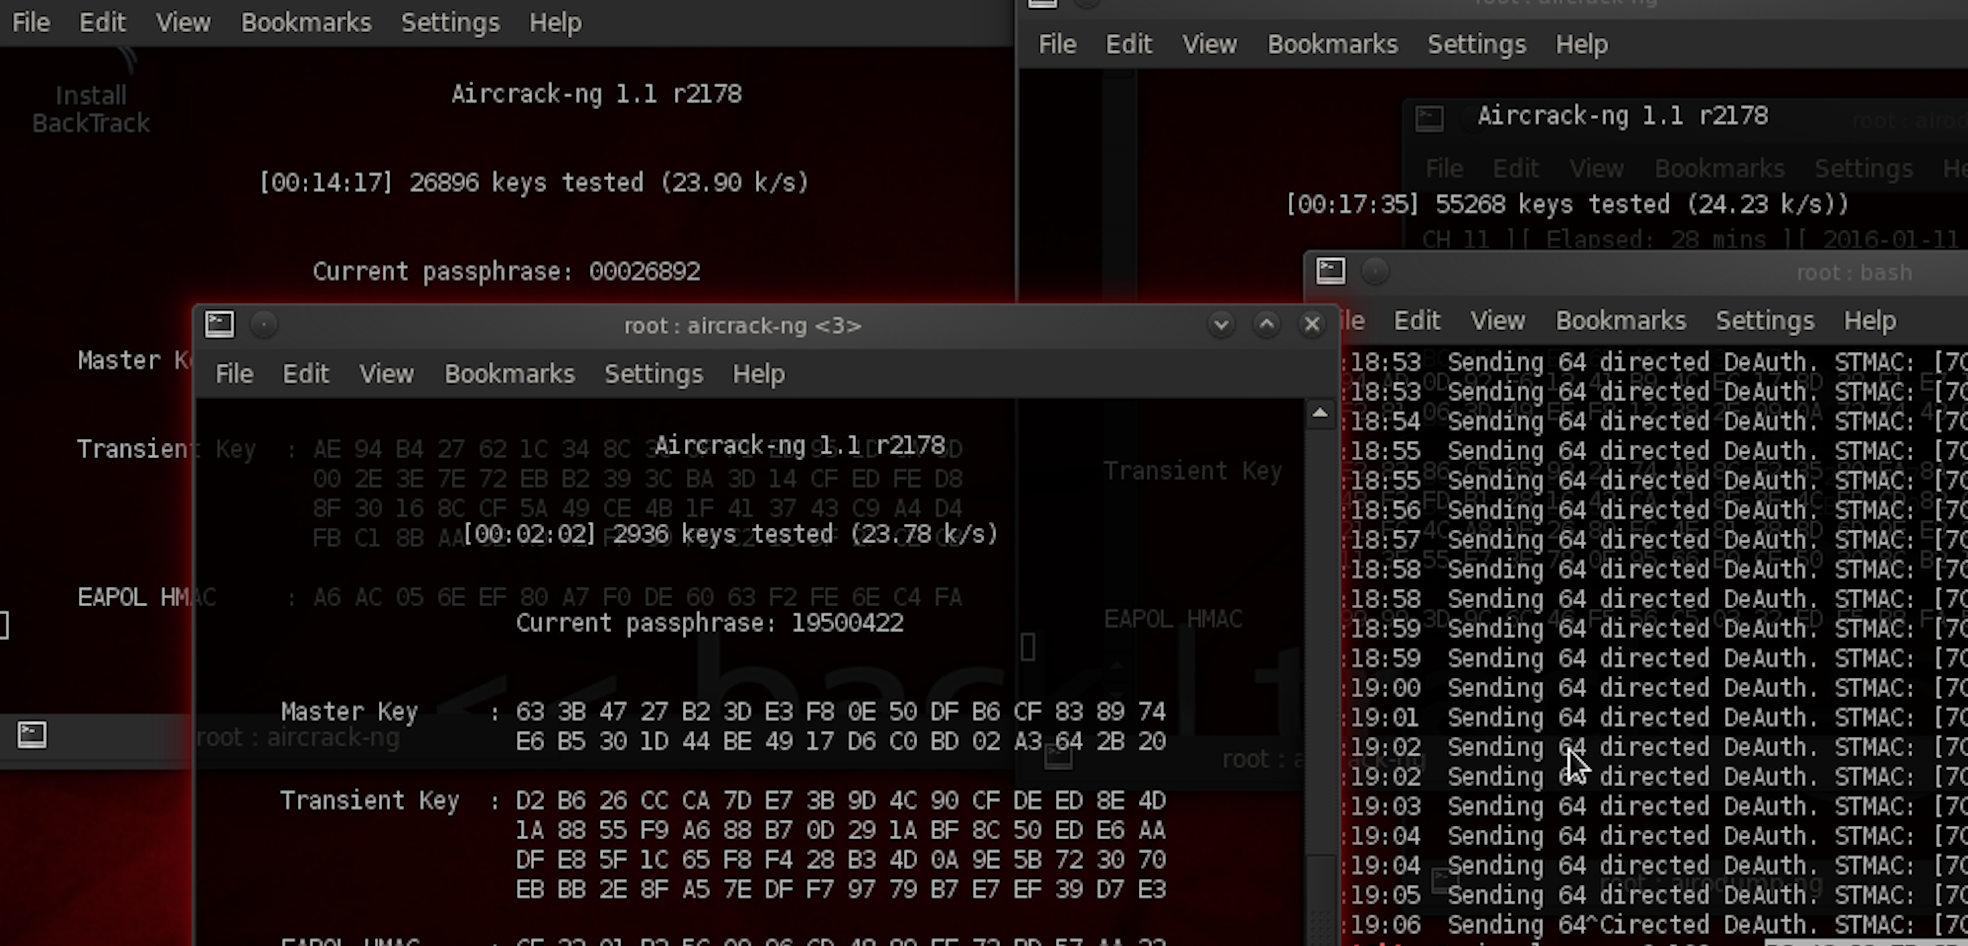 File Edit View Bookmarks Settings Help
Install
BackTrack
Aircrack-ng 1.1 r2178
[00:14:17] 26896 keys tested (23.90 k/s)
Current passphrase: 00026892
Master
Transient Key : AE 94 B4 27 62 1C 34 8C
00 2E 3E 7E 72 EB B2 39 3C BA 3D 14 CF ED FE D8
8F 30 16 8C CF 5A 49 CE 4B 1F 41 37 43 C9 A4 D4
FB C1 8B
EAPOL HMAC : A6 AC 05 6E EF 80 A7 F0 DE 60 63 F2 FE 6E C4 FA
root : aircrack-ng
root : aircrack-ng
File Edit View Bookmarks Settings Help
Aircrack-ng 1.1 r2178
[00:17:35] 55268 keys tested (24.23 k/s))
Transient Key
EAPOL HMAC
File Edit View Bookmarks Settings
CH 11 ][ Elapsed: 28 mins ][ 2016-01-11
root : airodump-ng
root : aircrack-ng <3>
File Edit View Bookmarks Settings Help
Aircrack-ng 1.1 r2178
[00:02:02] 2936 keys tested (23.78 k/s)
Current passphrase: 19500422
<< back | t
Master Key : 63 3B 47 27 B2 3D E3 F8 0E 50 DF B6 CF 83 89 74
E6 B5 30 1D 44 BE 49 17 D6 C0 BD 02 A3 64 2B 20
Transient Key : D2 B6 26 CC CA 7D E7 3B 9D 4C 90 CF DE ED 8E 4D
1A 88 55 F9 A6 88 B7 0D 29 1A BF 8C 50 ED E6 AA
DF E8 5F 1C 65 F8 F4 28 B3 4D 0A 9E 5B 72 30 70
EB BB 2E 8F A5 7E DF F7 97 79 B7 E7 EF 39 D7 E3
root : bash
ile Edit View Bookmarks Settings Help
:18:53 Sending 64 directed DeAuth. STMAC: [7C
:18:53 Sending 64 directed DeAuth. STMAC: [7C
:18:54 Sending 64 directed DeAuth. STMAC: [7C
:18:55 Sending 64 directed DeAuth. STMAC: [7C
:18:55 Sending 64 directed DeAuth. STMAC: [7C
:18:56 Sending 64 directed DeAuth. STMAC: [7C
:18:57 Sending 64 directed DeAuth. STMAC: [7C
:18:58 Sending 64 directed DeAuth. STMAC: [7C
:18:58 Sending 64 directed DeAuth. STMAC: [7C
:18:59 Sending 64 directed DeAuth. STMAC: [7C
:18:59 Sending 64 directed DeAuth. STMAC: [7C
:19:00 Sending 64 directed DeAuth. STMAC: [7C
:19:01 Sending 64 directed DeAuth. STMAC: [7C
:19:02 Sending 64 directed DeAuth. STMAC: [7C
:19:02 Sending 64 directed DeAuth. STMAC: [7C
:19:03 Sending 64 directed DeAuth. STMAC: [7C
:19:04 Sending 64 directed DeAuth. STMAC: [7C
:19:04 Sending 64 directed DeAuth. STMAC: [7C
:19:05 Sending 64 directed DeAuth. STMAC: [7C
:19:06 Sending 64^Cirected DeAuth. STMAC: [7C